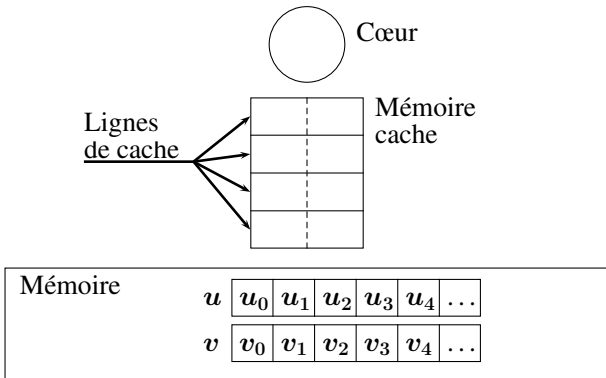 Cœur
Mémoire
cache
Lignes
de cache
Mémoire
u u₀ u₁ u₂ u₃ u₄ ...
v v₀ v₁ v₂ v₃ v₄ ...